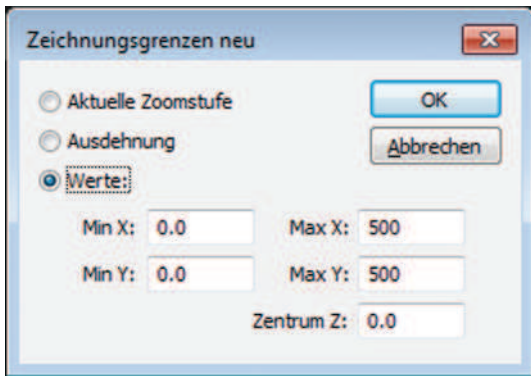 Zeichnungsgrenzen neu
Aktuelle Zoomstufe
OK
Ausdehnung
Abbrechen
Werte:
Min X: 0.0 Max X: 500
Min Y: 0.0 Max Y: 500
Zentrum Z: 0.0